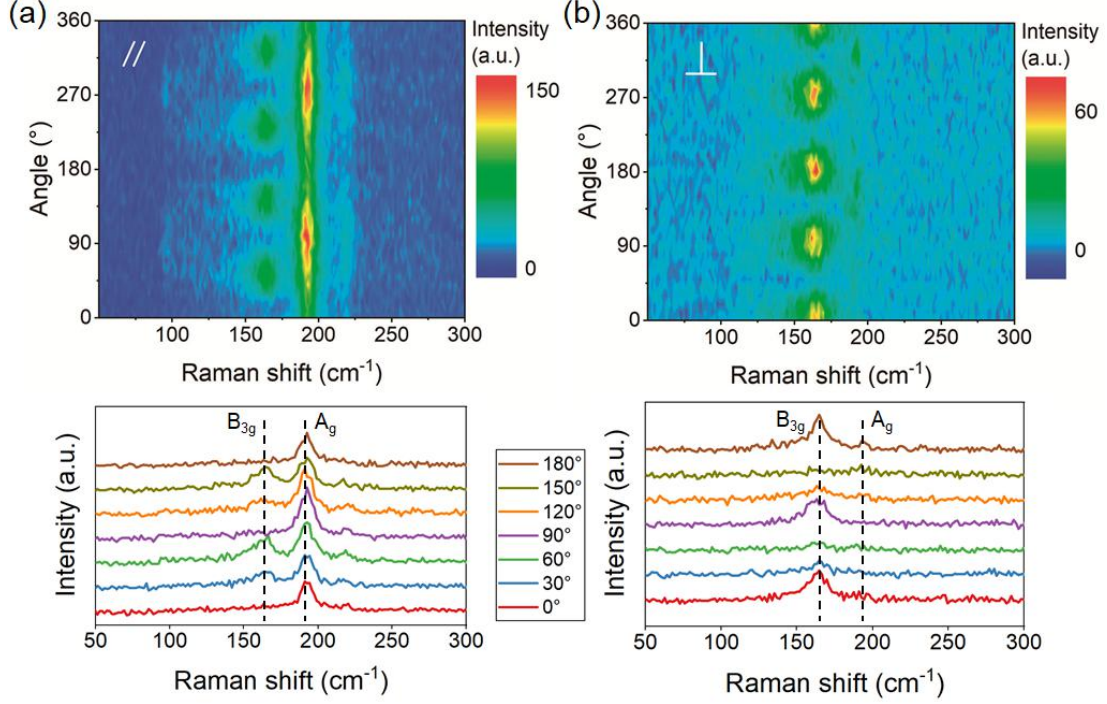 (a)
//
360
270
180
90
0
Angle (°)
100 150 200 250 300
Raman shift (cm⁻¹)
Intensity
(a.u.)
150
0
(b)
⊥
360
270
180
90
0
Angle (°)
100 150 200 250 300
Raman shift (cm⁻¹)
Intensity
(a.u.)
60
0
B₃g Ag
Intensity (a.u.)
50 100 150 200 250 300
Raman shift (cm⁻¹)
180°
150°
120°
90°
60°
30°
0°
B₃g Ag
Intensity (a.u.)
50 100 150 200 250 300
Raman shift (cm⁻¹)